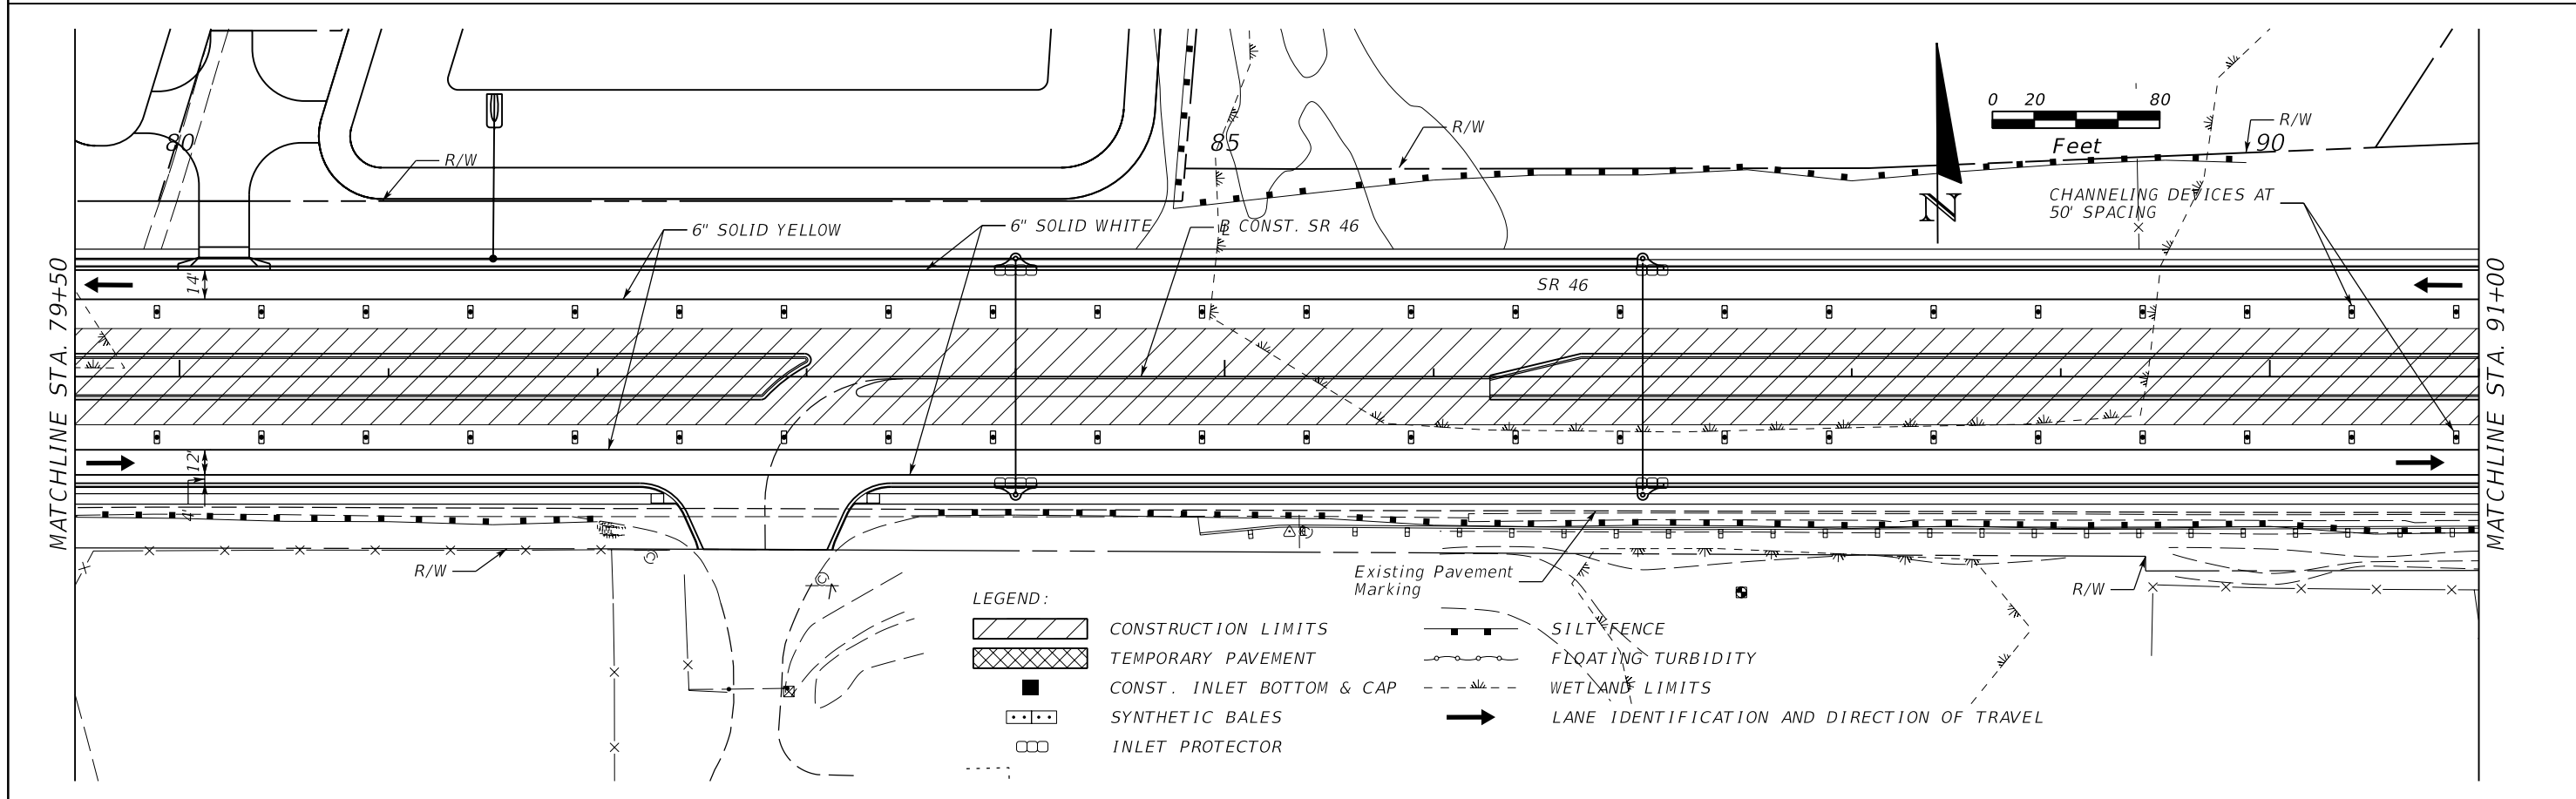 0 20 80
Feet
N
80
85
90
R/W
R/W
R/W
CHANNELING DEVICES AT
50' SPACING
6" SOLID YELLOW
6" SOLID WHITE
B CONST. SR 46
14'
SR 46
MATCHLINE STA. 79+50
MATCHLINE STA. 91+00
12'
4'
R/W
Existing Pavement
Marking
R/W
LEGEND:
CONSTRUCTION LIMITS
TEMPORARY PAVEMENT
CONST. INLET BOTTOM & CAP
SYNTHETIC BALES
INLET PROTECTOR
SILT FENCE
FLOATING TURBIDITY
WETLAND LIMITS
LANE IDENTIFICATION AND DIRECTION OF TRAVEL